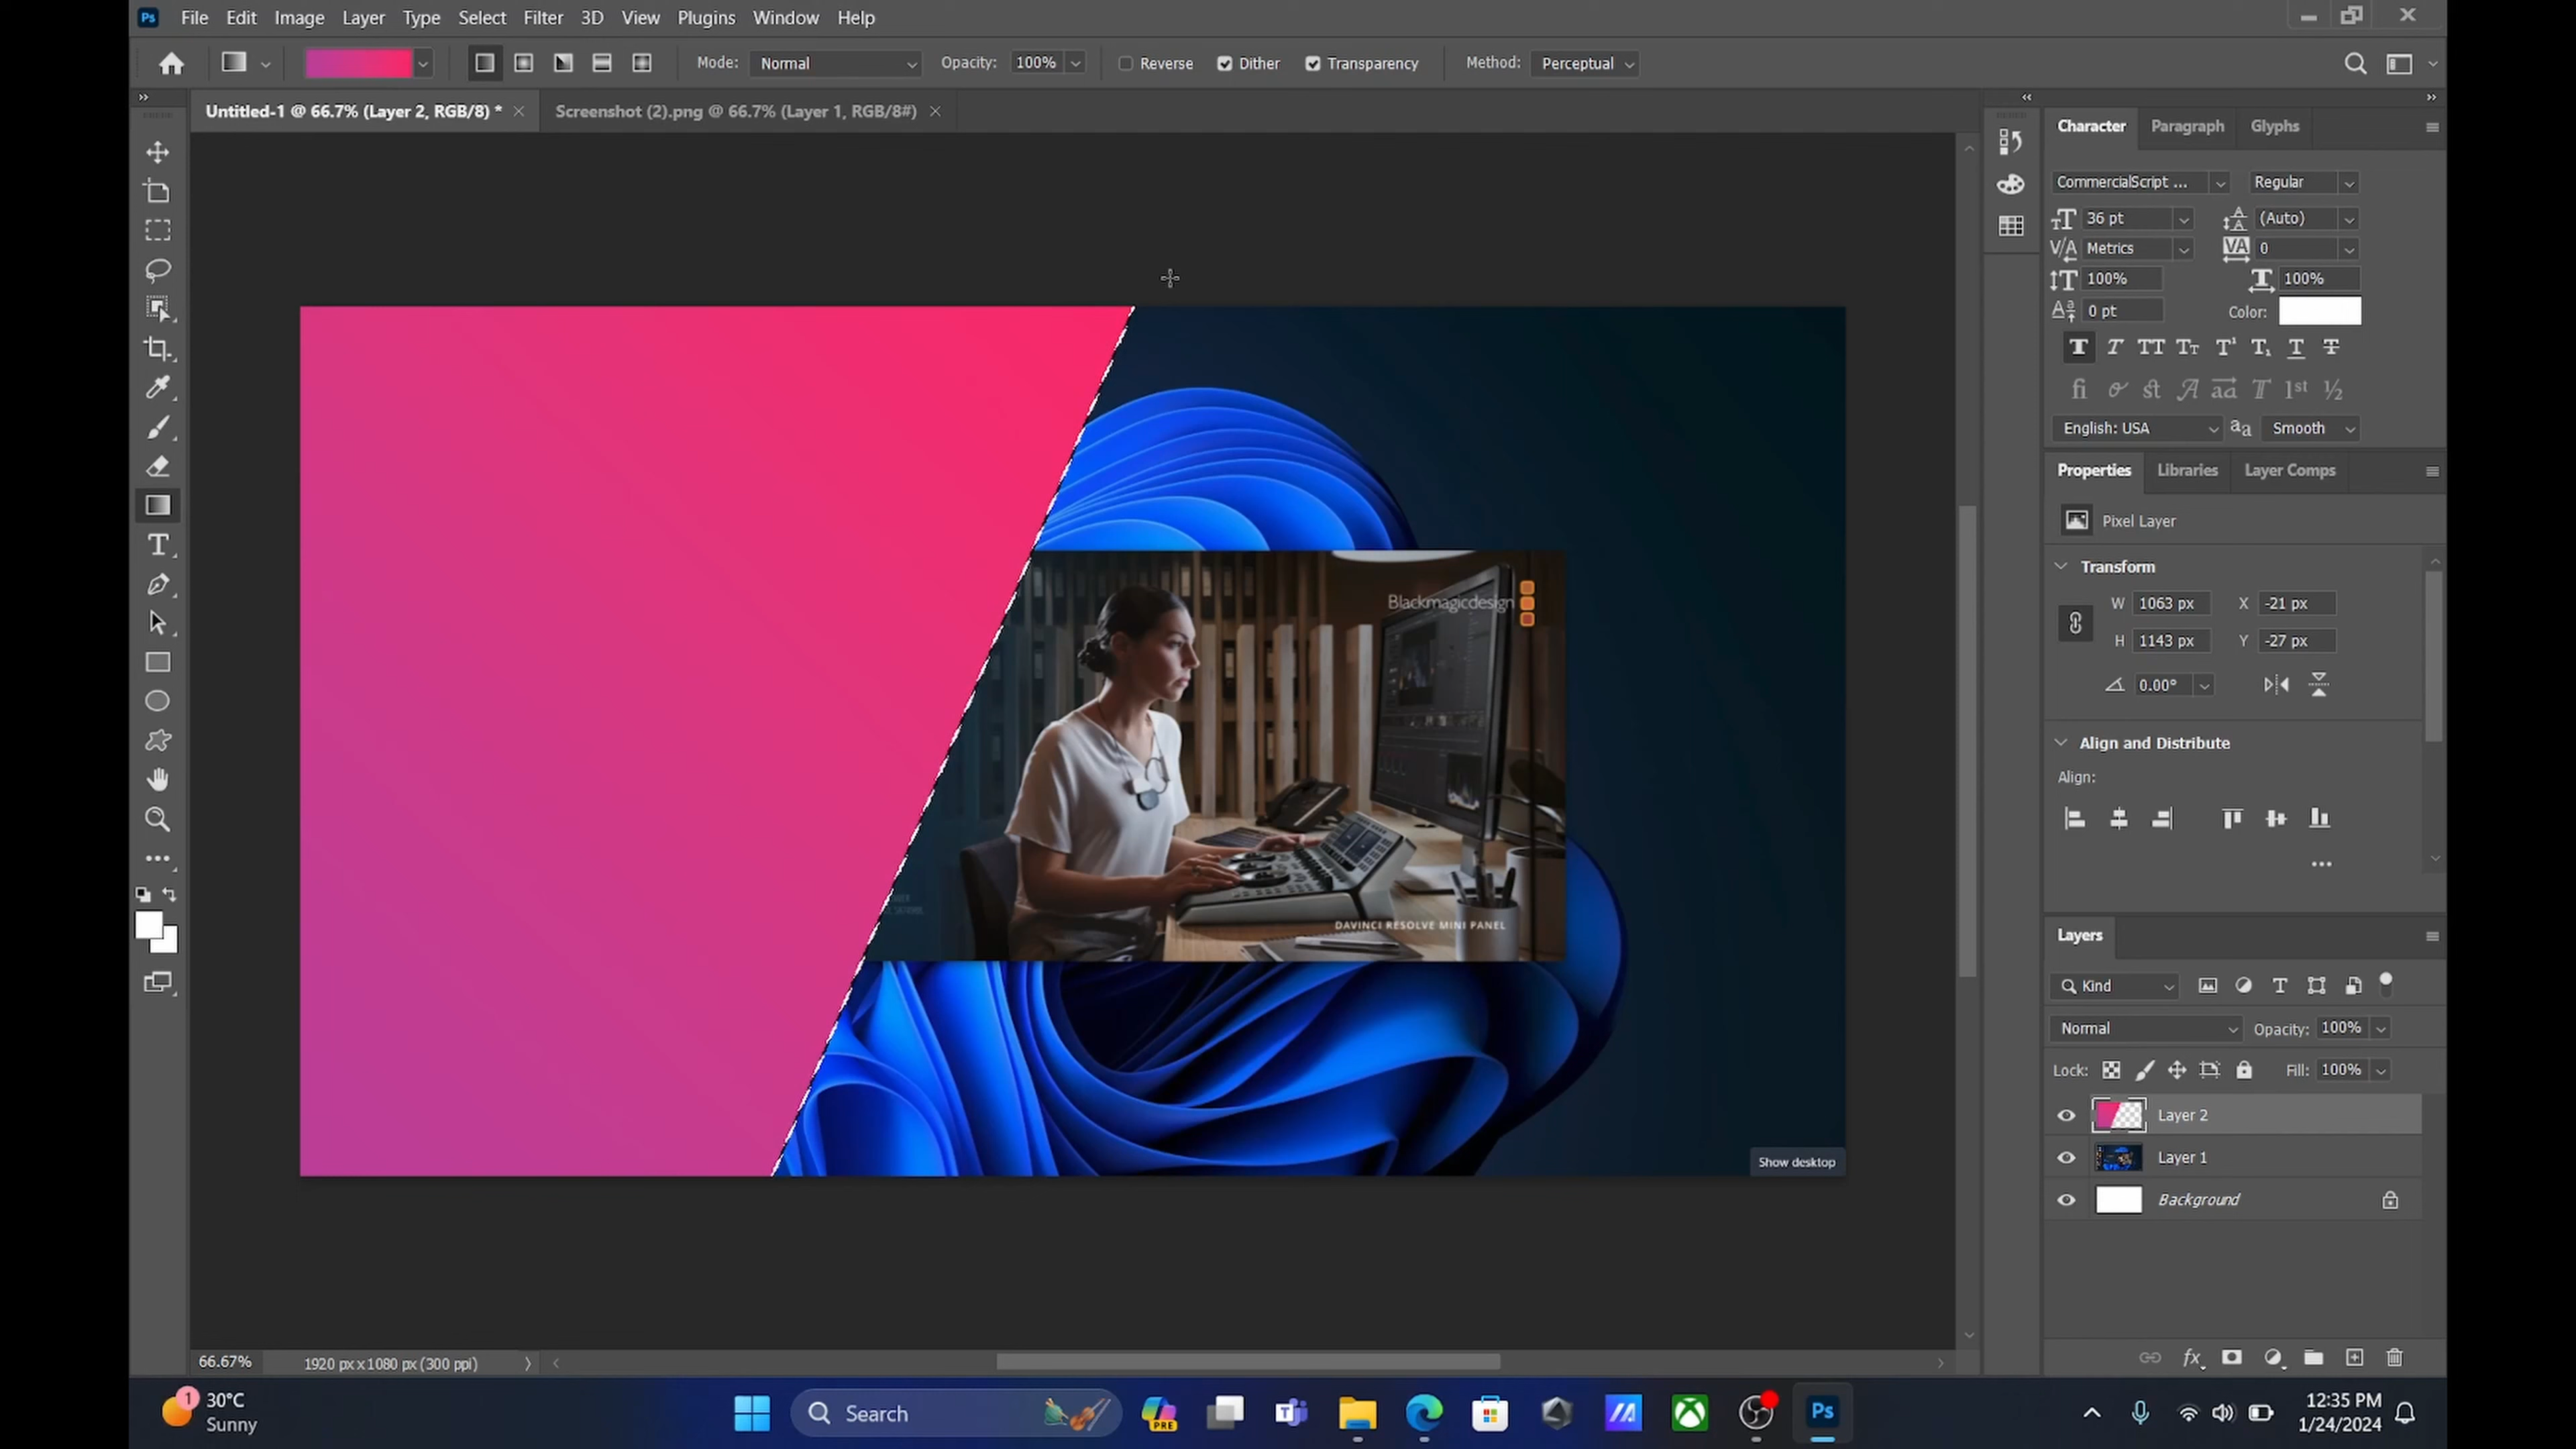 Ps File Edit Image Layer Type Select Filter 3D View Plugins Window Help
Mode: Normal Opacity: 100% Reverse Dither Transparency Method: Perceptual
Untitled-1 @ 66.7% (Layer 2, RGB/8) * Screenshot (2).png @ 66.7% (Layer 1, RGB/8#)
Character Paragraph Glyphs
CommercialScript ... Regular
36 pt (Auto)
Metrics 0
100% 100%
0 pt Color:
English: USA Smooth
Properties Libraries Layer Comps
Pixel Layer
Transform
W 1063 px X -21 px
H 1143 px Y -27 px
0.00°
Align and Distribute
Align:
Blackmagicdesign
DAVINCI RESOLVE MINI PANEL
Show desktop
Layers
Kind
Normal Opacity: 100%
Lock: Fill: 100%
Layer 2
Layer 1
Background
66.67% 1920 px x 1080 px (300 ppi)
1 30°C
Sunny
Search
PRE
Ps
12:35 PM
1/24/2024